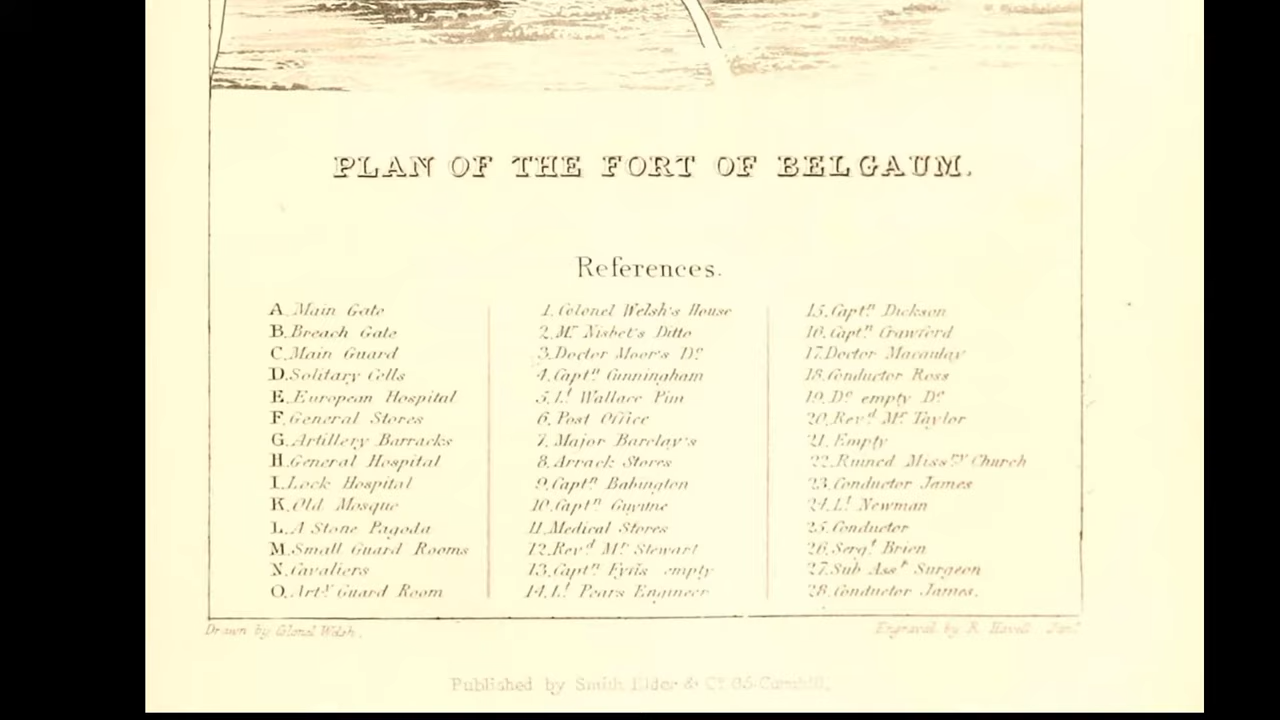 PLAN OF THE FORT OF BELGAUM.
References.
A. Main Gate
B. Breach Gate
C. Main Guard
D. Solitary Cells
E. European Hospital
F. General Stores
G. Artillery Barracks
H. General Hospital
I. Lock Hospital
K. Old Mosque
L. A Stone Pagoda
M. Small Guard Rooms
N. Cavaliers
O. Arty Guard Room
1. Colonel Welsh's House
2. Mr Nisbet's Ditto
3. Doctor Moor's Do
4. Captn Cunningham
5. Lt Wallace Pim
6. Post Office
7. Major Barclay's
8. Arrack Stores
9. Captn Babington
10. Captn Guynne
11. Medical Stores
12. Revd Mr Stewart
13. Captn empty
14. Lt Pears Engineer
15. Captn Dickson
16. Captn Crawford
17. Doctor Macaulay
18. Conductor Ross
19. Do empty Do
20. Revd Mr Taylor
21. Empty
22. Ruined Missry Church
23. Conductor James
24. Lt Newman
25. Conductor
26. Sergt Brien
27. Sub Asst Surgeon
28. Conductor James.
Drawn by Colonel Welsh.
Engraved by R. Havell Junr
Published by Smith Elder & Co 65 Cornhill.